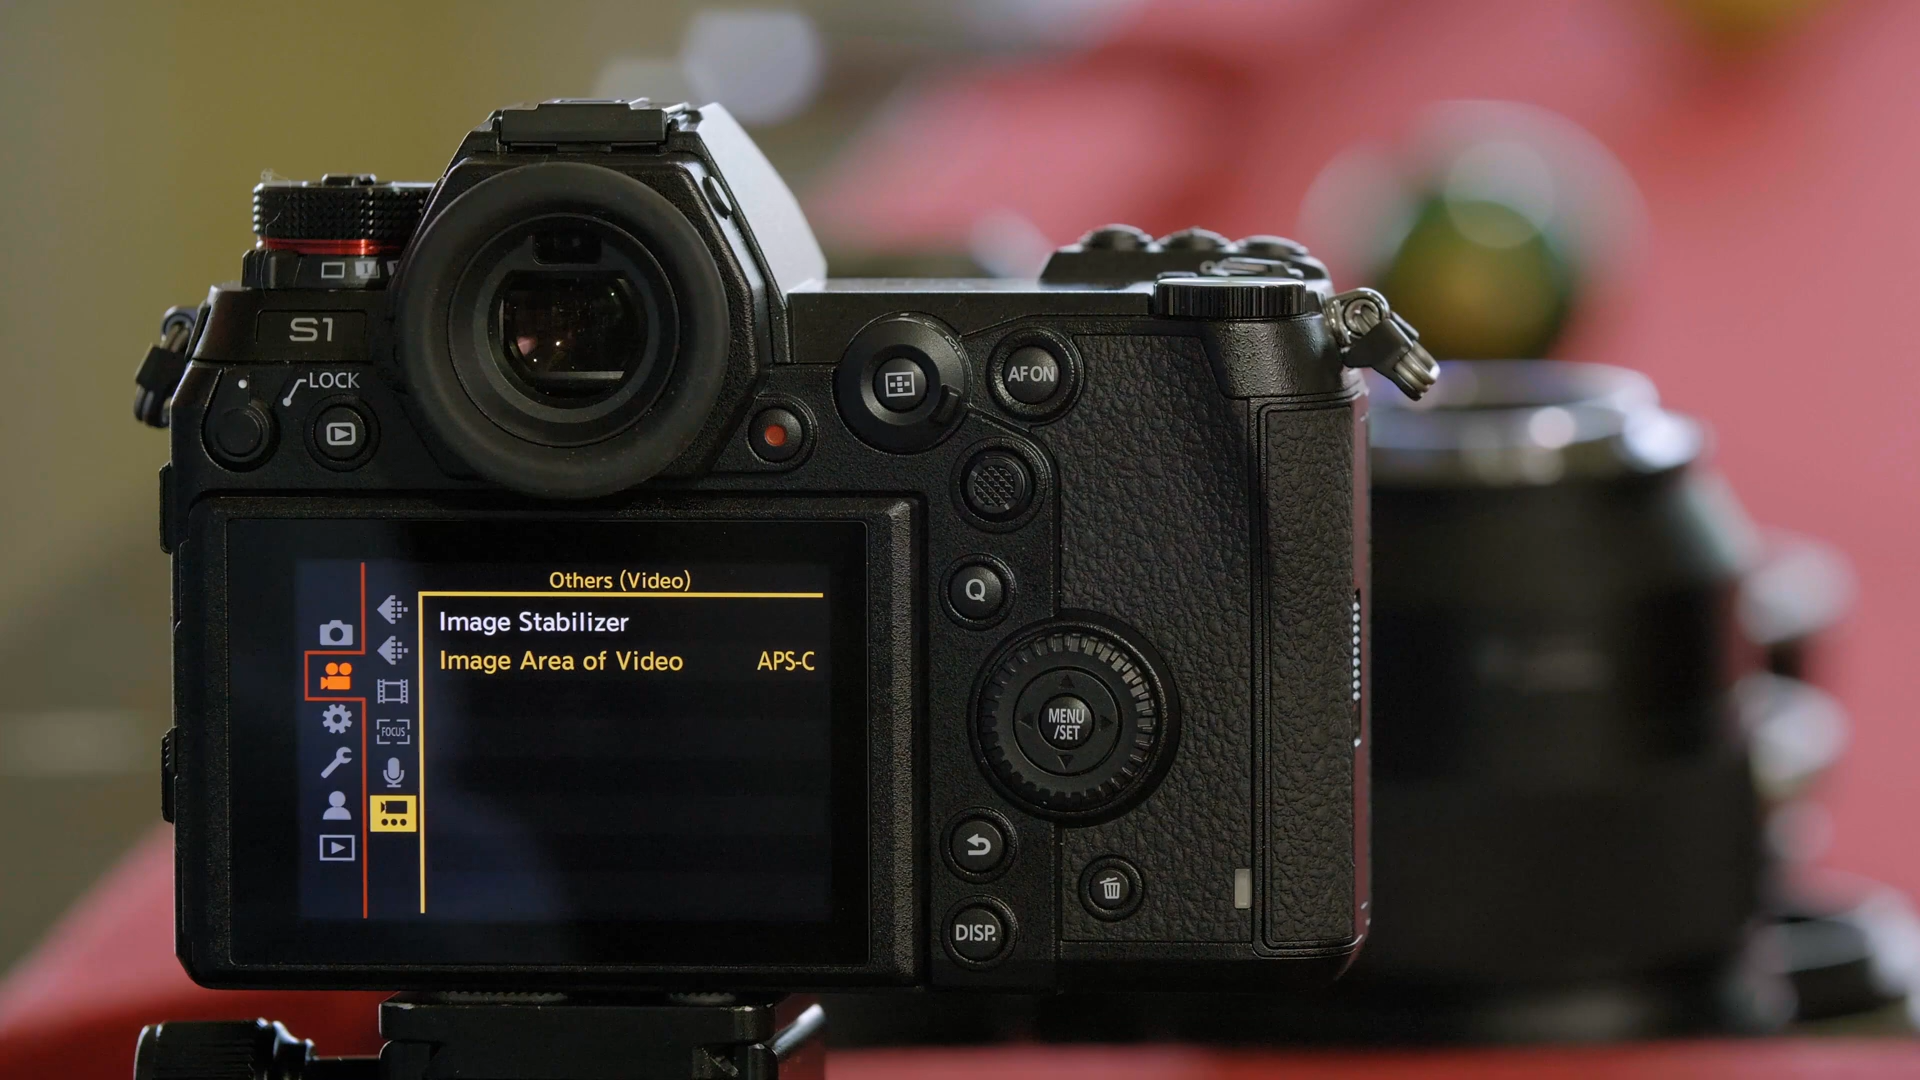 S1
LOCK
AF ON
Q
Others (Video)
Image Stabilizer
Image Area of Video APS-C
FOCUS
MENU
/SET
DISP.